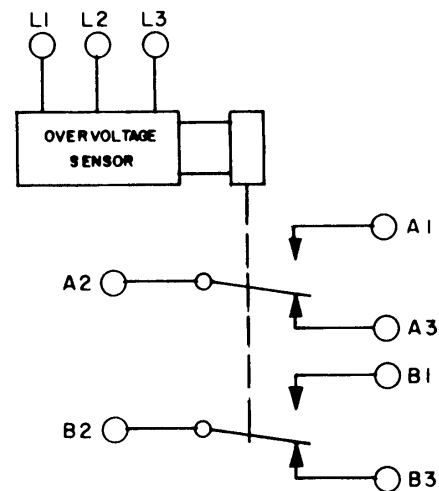 L1 L2 L3
OVERVOLTAGE
SENSOR
A1
A2
A3
B1
B2
B3